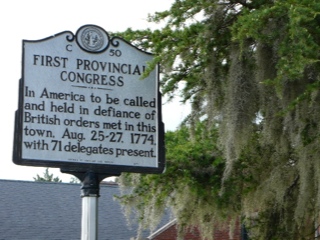 C 50
FIRST PROVINCIAL
CONGRESS
In America to be called
and held in defiance of
British orders met in this
town. Aug. 25-27, 1774,
with 71 delegates present.